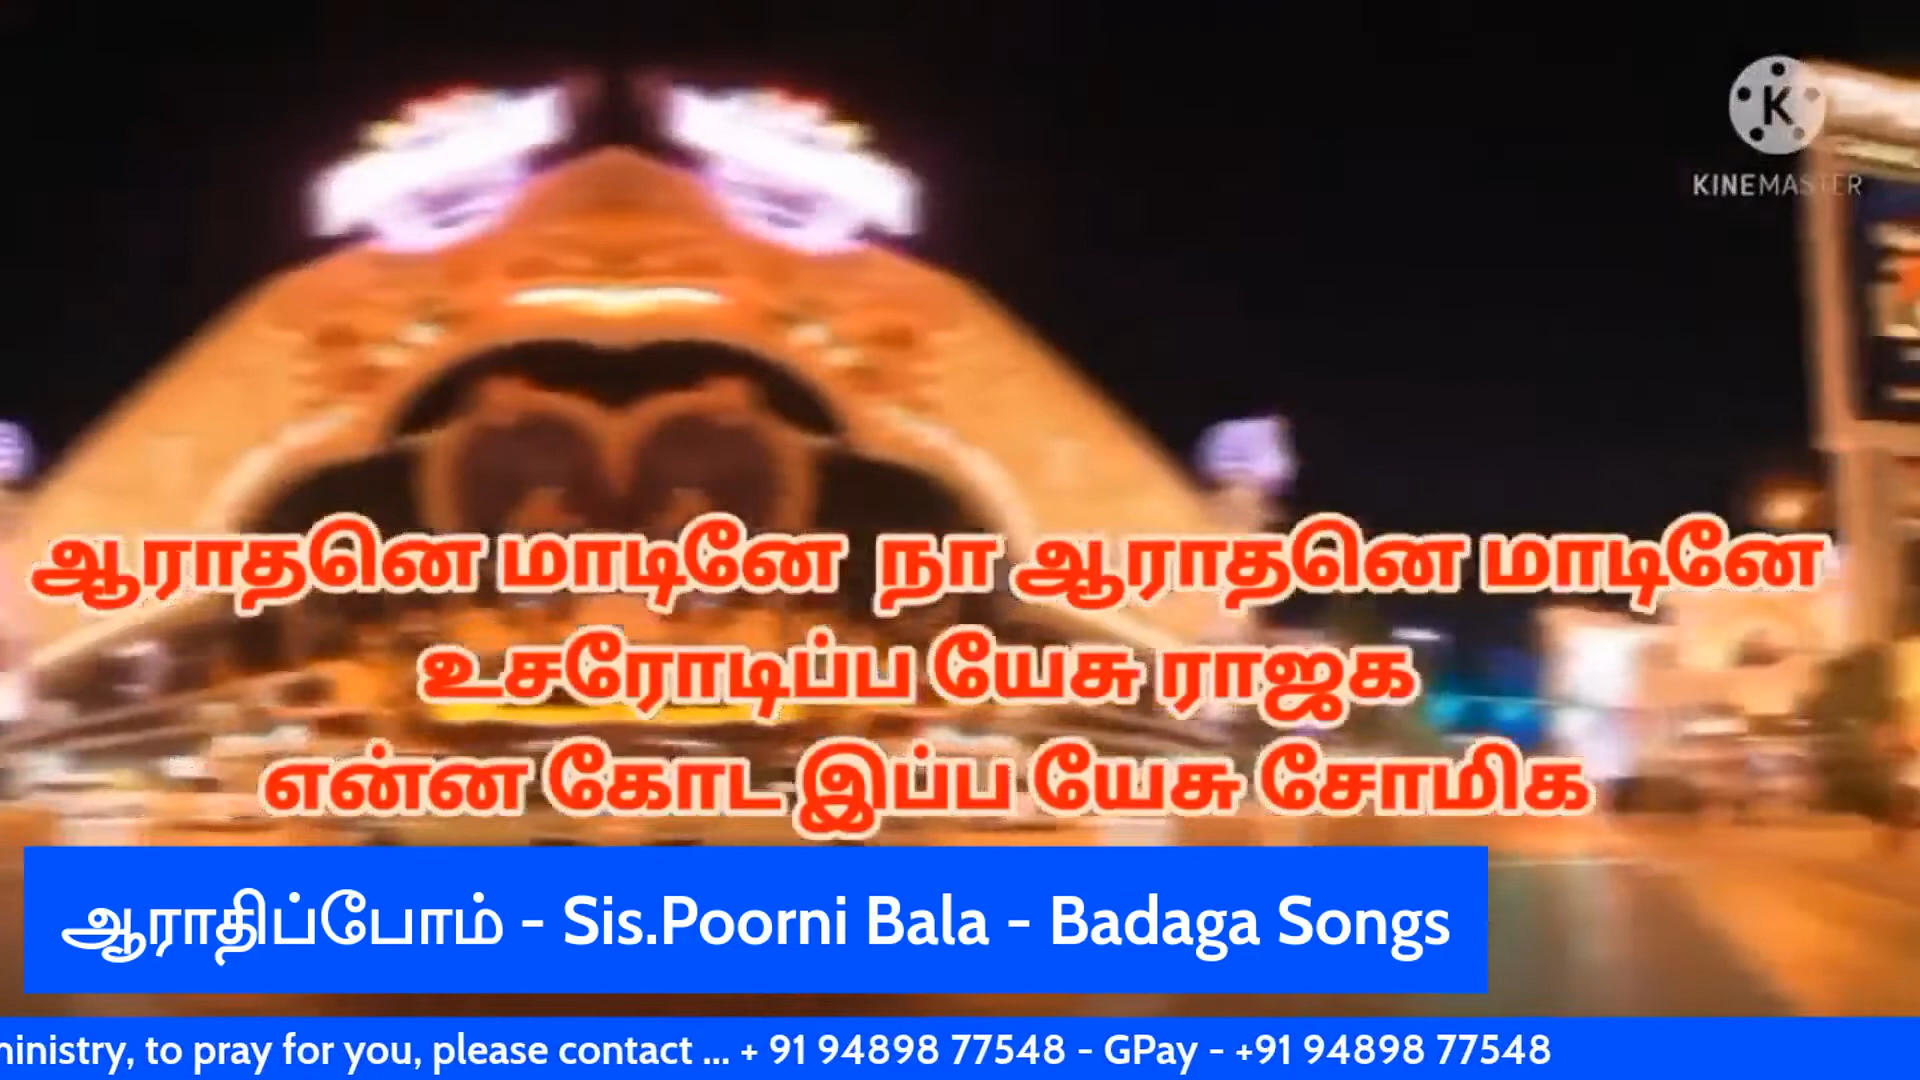 K
KINEMASTER
ஆராதனெ மாடினே நா ஆராதனெ மாடினே
உசரோடிப்ப யேசு ராஜக
என்ன கோட இப்ப யேசு சோமிக
ஆராதிப்போம் - Sis.Poorni Bala - Badaga Songs
ministry, to pray for you, please contact ... + 91 94898 77548 - GPay - +91 94898 77548